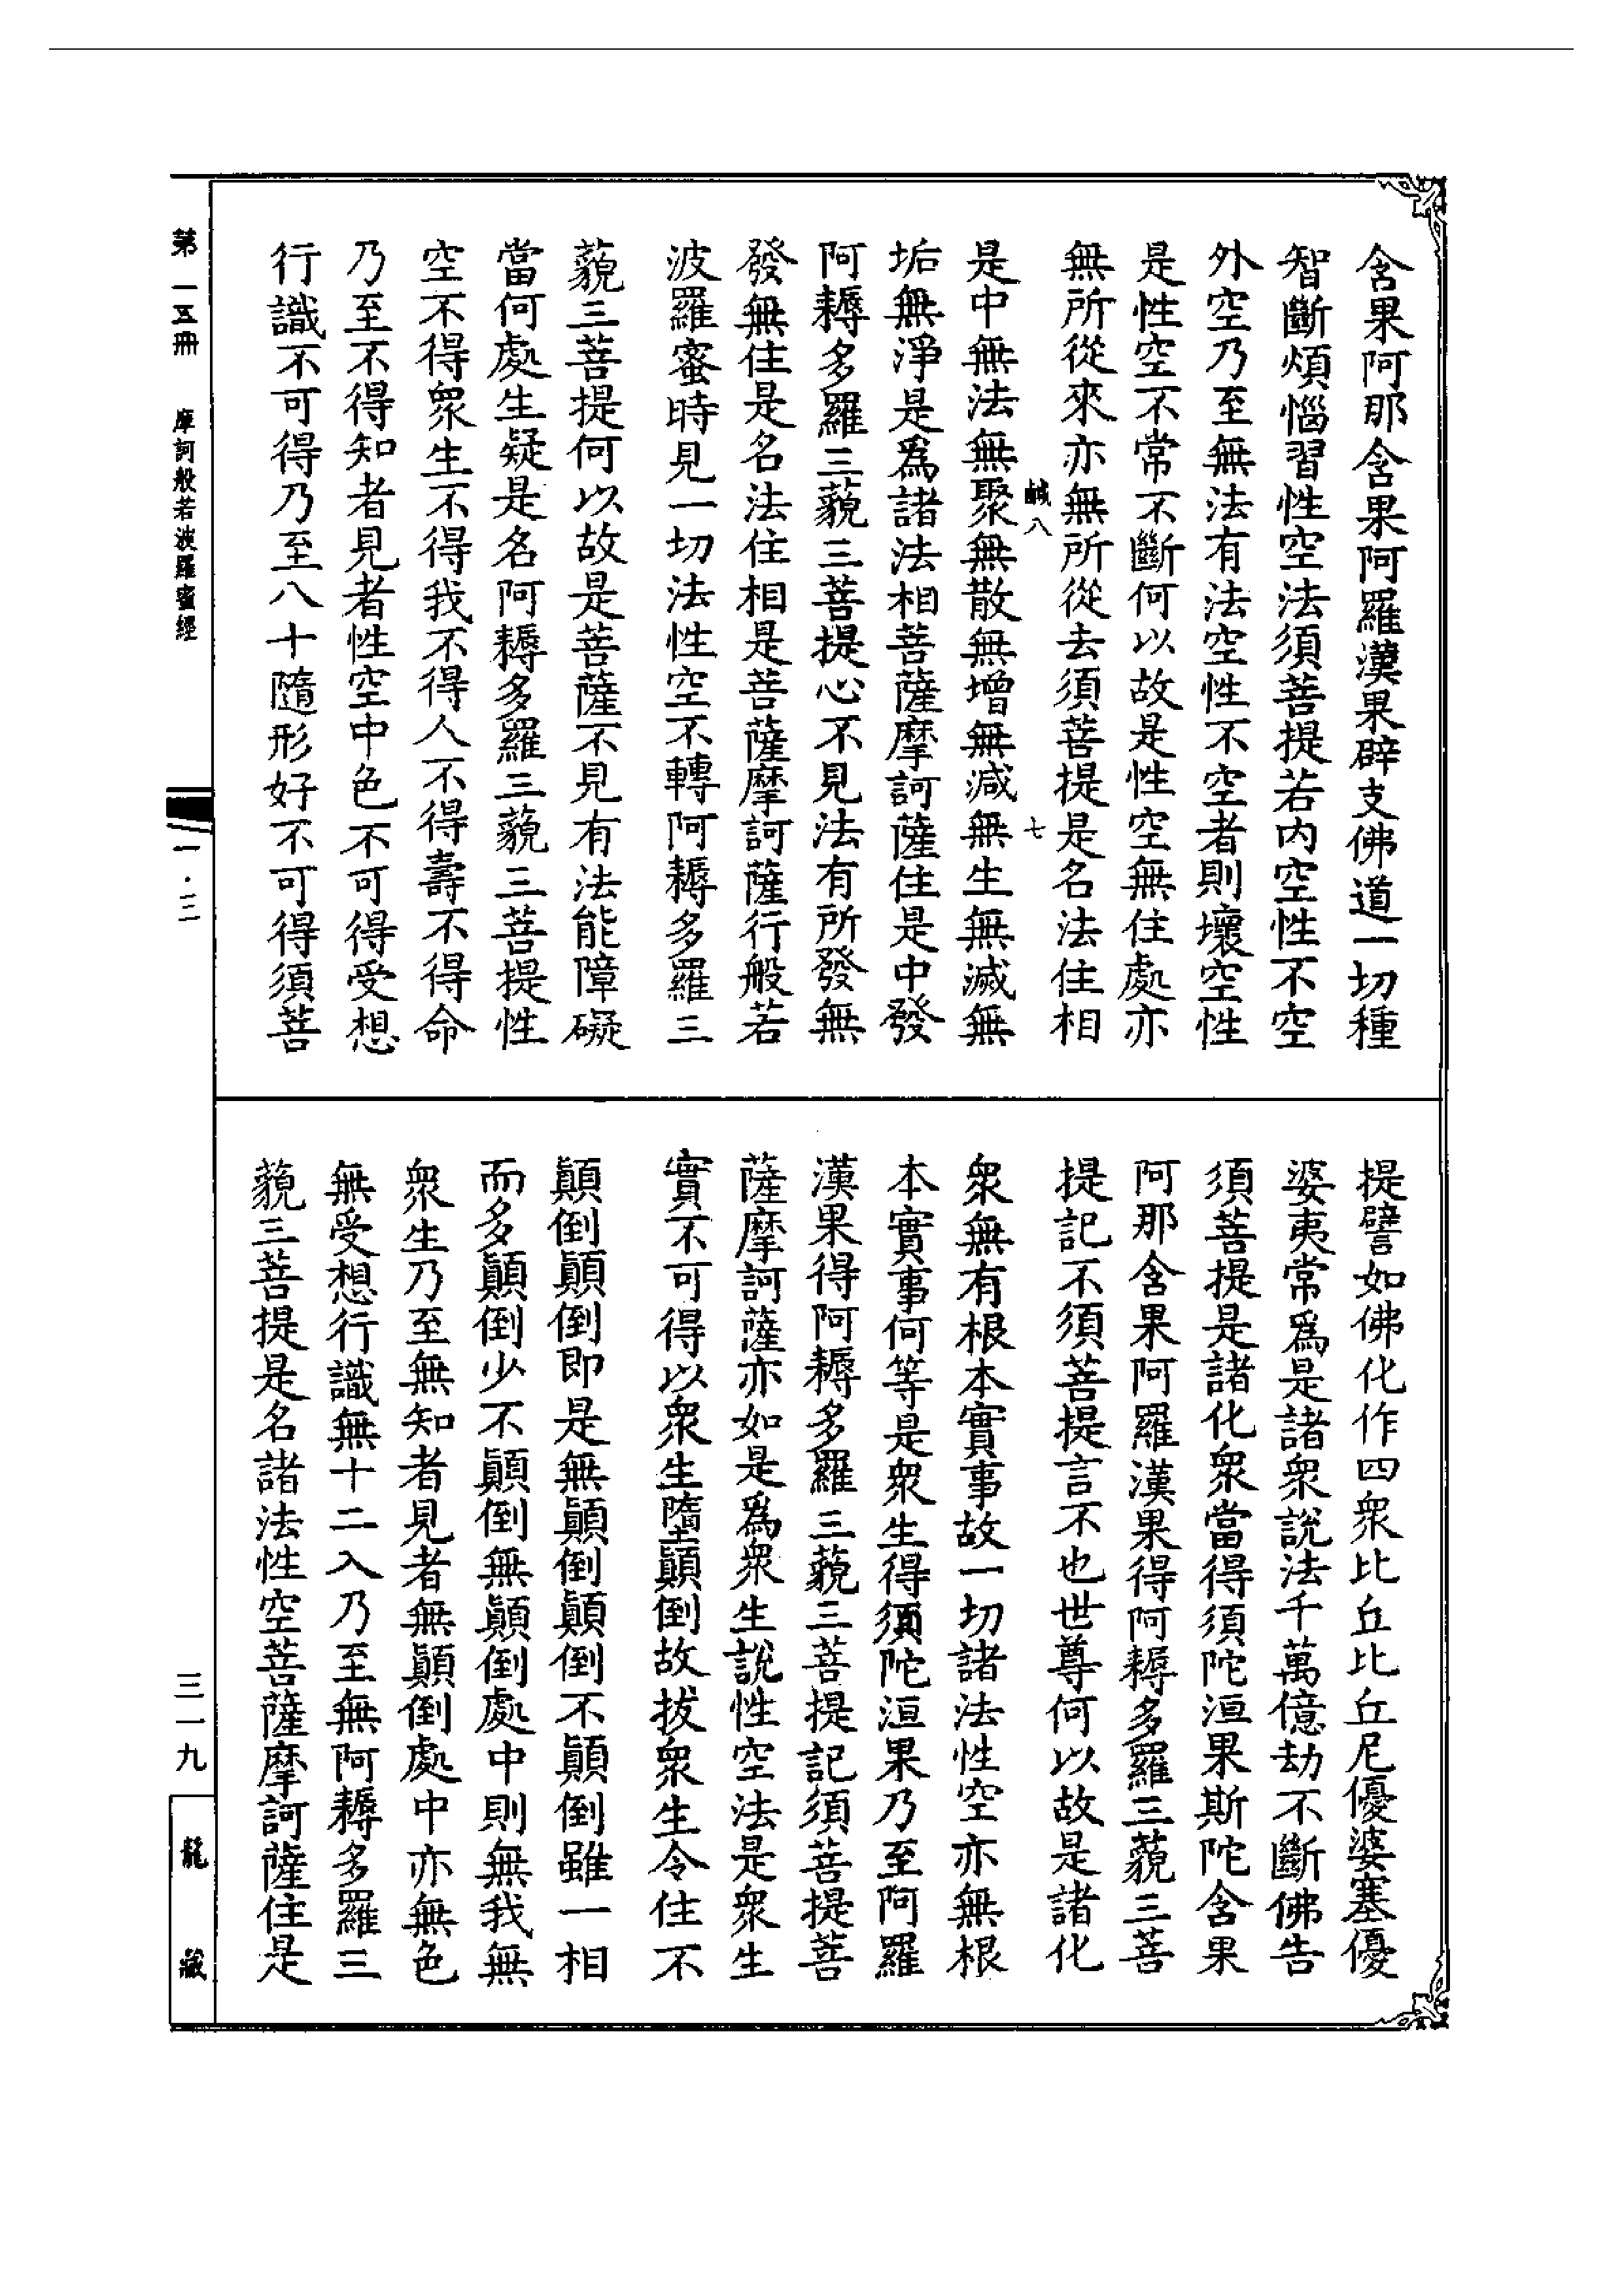 含果阿那含果阿羅漢果辟支佛道一切種
智斷煩惱習性空法須菩提若内空性不空
外空乃至無法有法空性不空者則壞空性
是性空不常不斷何以故是性空無住處亦
無所從來亦無所從去須菩提是名法住相
鹹八 七
是中無法無聚無散無增無減無生無滅無
垢無淨是爲諸法相菩薩摩訶薩住是中發
阿耨多羅三藐三菩提心不見法有所發無
發無住是名法住相是菩薩摩訶薩行般若
波羅蜜時見一切法性空不轉阿耨多羅三
藐三菩提何以故是菩薩不見有法能障礙
當何處生疑是名阿耨多羅三藐三菩提性
空不得衆生不得我不得人不得壽不得命
乃至不得知者見者性空中色不可得受想
行識不可得乃至八十隨形好不可得須菩
提譬如佛化作四衆比丘比丘尼優婆塞優
婆夷常爲是諸衆說法千萬億劫不斷佛告
須菩提是諸化衆當得須陀洹果斯陀含果
阿那含果阿羅漢果得阿耨多羅三藐三菩
提記不須菩提言不也世尊何以故是諸化
衆無有根本實事故一切諸法性空亦無根
本實事何等是衆生得須陀洹果乃至阿羅
漢果得阿耨多羅三藐三菩提記須菩提菩
薩摩訶薩亦如是爲衆生說性空法是衆生
實不可得以衆生墮顛倒故拔衆生令住不
顛倒顛倒即是無顛倒顛倒不顛倒雖一相
而多顛倒少不顛倒無顛倒處中則無我無
衆生乃至無知者見者無顛倒處中亦無色
無受想行識無十二入乃至無阿耨多羅三
藐三菩提是名諸法性空菩薩摩訶薩住是
第一五冊 摩訶般若波羅蜜經
一·三
三一九
龍藏